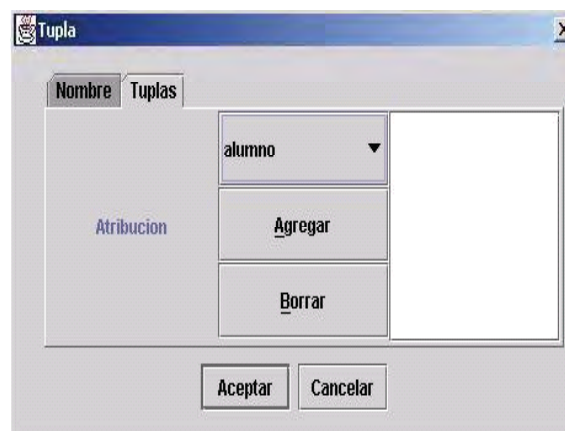 Tupla
Nombre Tuplas
alumno
Atribucion
Agregar
Borrar
Aceptar Cancelar